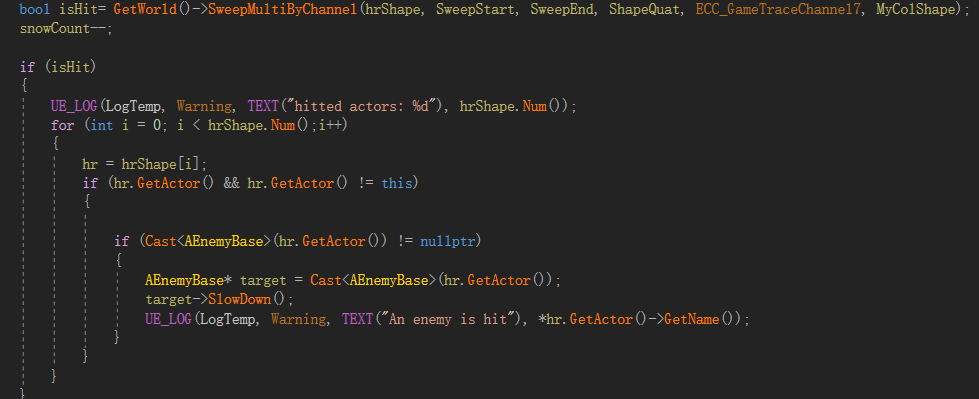 bool isHit= GetWorld()->SweepMultiByChannel(hrShape, SweepStart, SweepEnd, ShapeQuat, ECC_GameTraceChannel7, MyColShape);
snowCount--;
if (isHit)
{
UE_LOG(LogTemp, Warning, TEXT("hitted actors: %d"), hrShape.Num());
for (int i = 0; i < hrShape.Num();i++)
{
hr = hrShape[i];
if (hr.GetActor() && hr.GetActor() != this)
{
if (Cast<AEnemyBase>(hr.GetActor()) != nullptr)
{
AEnemyBase* target = Cast<AEnemyBase>(hr.GetActor());
target->SlowDown();
UE_LOG(LogTemp, Warning, TEXT("An enemy is hit"), *hr.GetActor()->GetName());
}
}
}
}